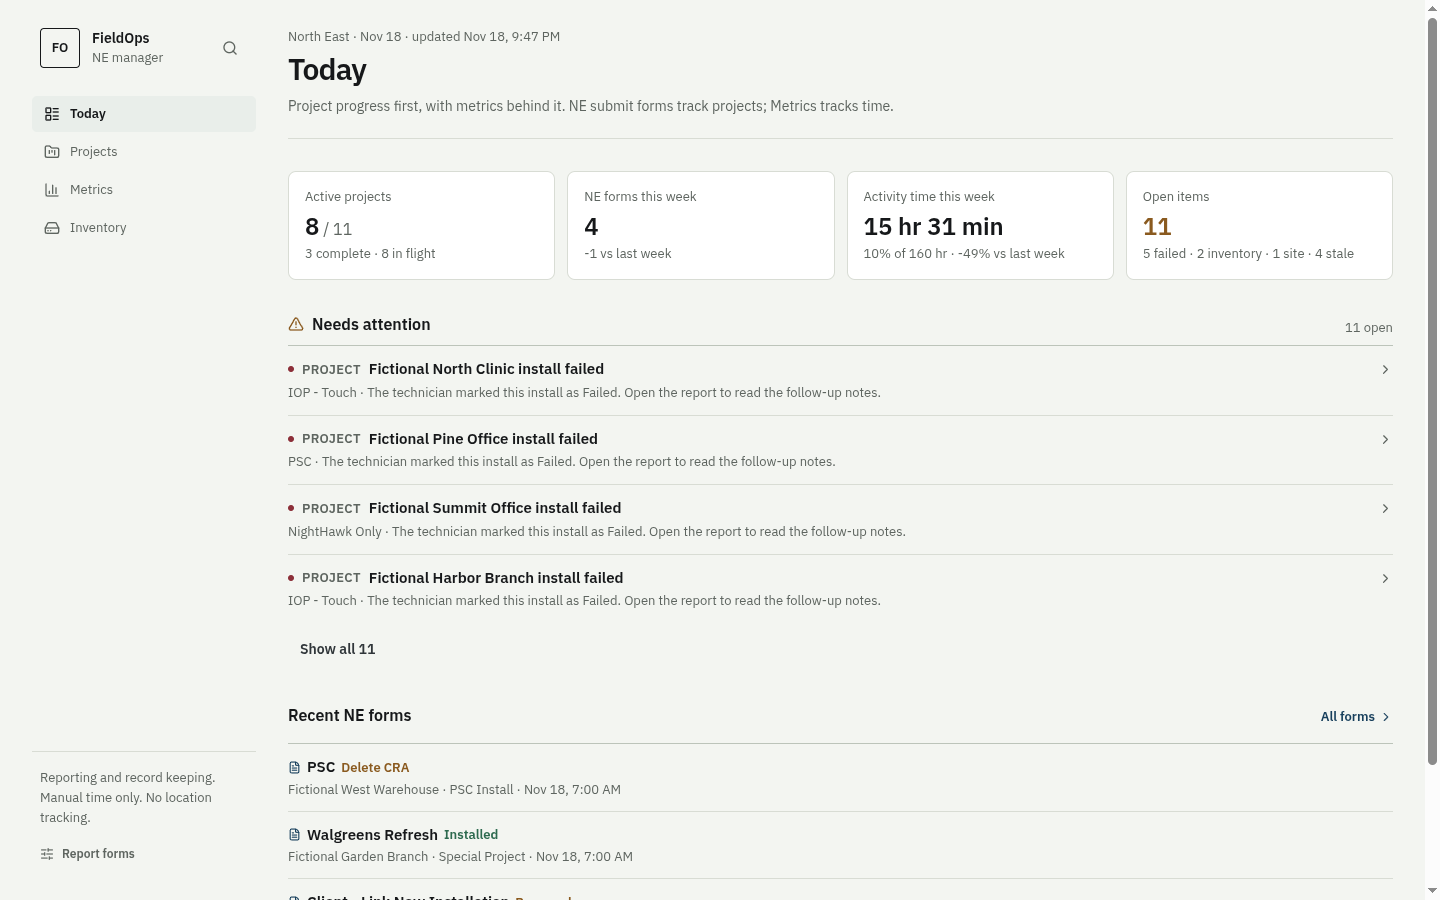 FO
FieldOps
NE manager
Today
Projects
Metrics
Inventory
Reporting and record keeping.
Manual time only. No location
tracking.
Report forms
North East · Nov 18 · updated Nov 18, 9:47 PM
Today
Project progress first, with metrics behind it. NE submit forms track projects; Metrics tracks time.
Active projects
8 / 11
3 complete · 8 in flight
NE forms this week
4
-1 vs last week
Activity time this week
15 hr 31 min
10% of 160 hr · -49% vs last week
Open items
11
5 failed · 2 inventory · 1 site · 4 stale
Needs attention
11 open
PROJECT Fictional North Clinic install failed
IOP - Touch · The technician marked this install as Failed. Open the report to read the follow-up notes.
PROJECT Fictional Pine Office install failed
PSC · The technician marked this install as Failed. Open the report to read the follow-up notes.
PROJECT Fictional Summit Office install failed
NightHawk Only · The technician marked this install as Failed. Open the report to read the follow-up notes.
PROJECT Fictional Harbor Branch install failed
IOP - Touch · The technician marked this install as Failed. Open the report to read the follow-up notes.
Show all 11
Recent NE forms
All forms
PSC Delete CRA
Fictional West Warehouse · PSC Install · Nov 18, 7:00 AM
Walgreens Refresh Installed
Fictional Garden Branch · Special Project · Nov 18, 7:00 AM